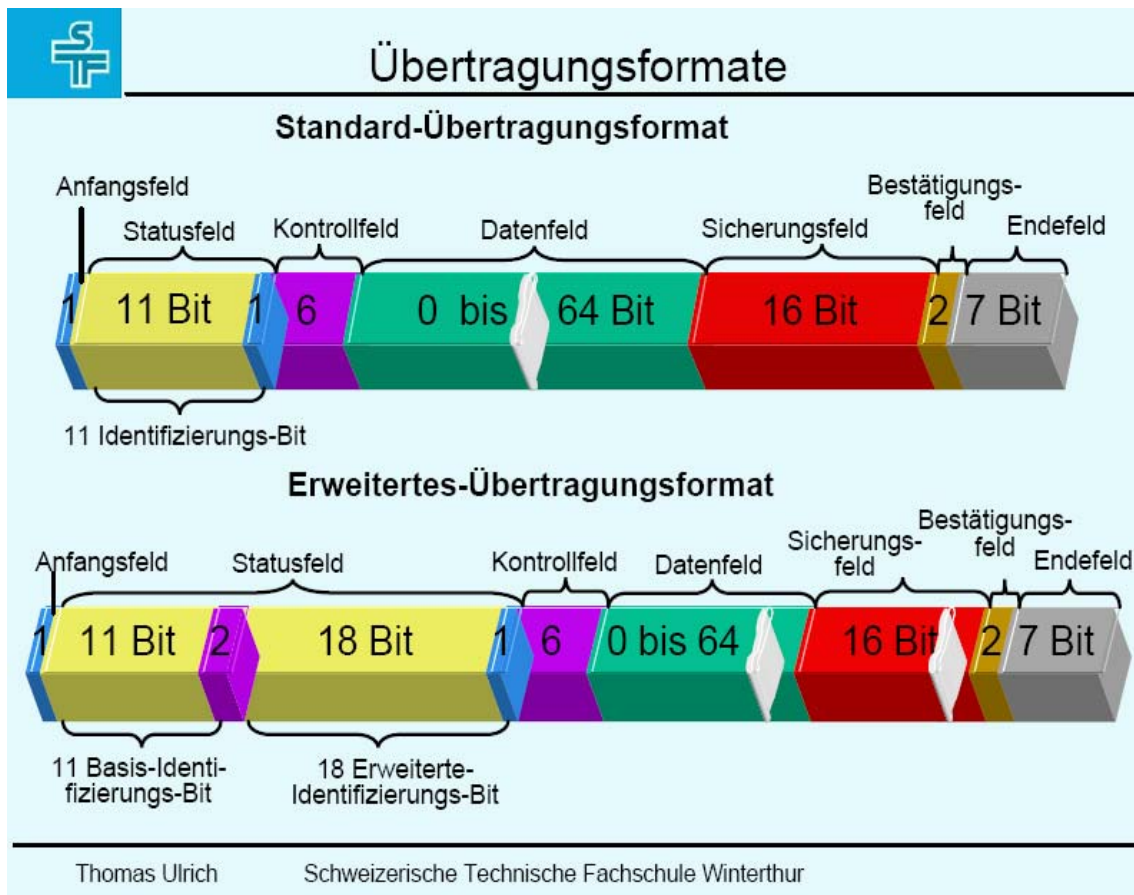 STF
Übertragungsformate
Standard-Übertragungsformat
Anfangsfeld
Statusfeld
Kontrollfeld
Datenfeld
Sicherungsfeld
Bestätigungs-
feld
Endefeld
1 11 Bit 1 6 0 bis 64 Bit 16 Bit 2 7 Bit
11 Identifizierungs-Bit
Erweitertes-Übertragungsformat
Anfangsfeld
Statusfeld
Kontrollfeld
Datenfeld
Sicherungs-
feld
Bestätigungs-
feld
Endefeld
1 11 Bit 2 18 Bit 1 6 0 bis 64 16 Bit 2 7 Bit
11 Basis-Identi-
fizierungs-Bit
18 Erweiterte-
Identifizierungs-Bit
Thomas Ulrich Schweizerische Technische Fachschule Winterthur